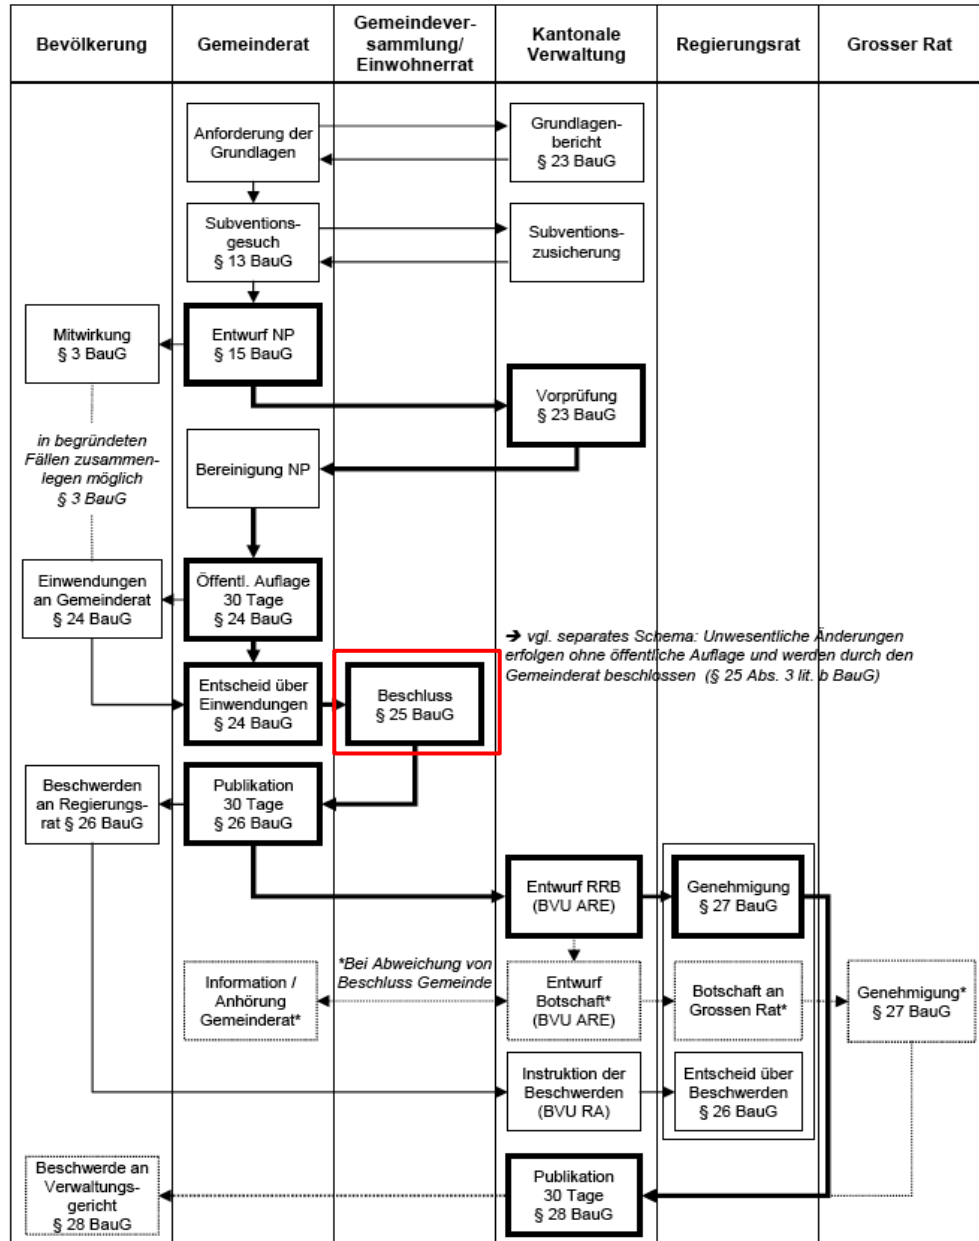 Bevölkerung
Gemeinderat
Gemeindever-
sammlung/
Einwohnerrat
Kantonale
Verwaltung
Regierungsrat
Grosser Rat
Anforderung der
Grundlagen
Grundlagen-
bericht
§ 23 BauG
Subventions-
gesuch
§ 13 BauG
Subventions-
zusicherung
Mitwirkung
§ 3 BauG
Entwurf NP
§ 15 BauG
Vorprüfung
§ 23 BauG
in begründeten
Fällen zusammen-
legen möglich
§ 3 BauG
Bereinigung NP
Einwendungen
an Gemeinderat
§ 24 BauG
Öffentl. Auflage
30 Tage
§ 24 BauG
➔ vgl. separates Schema: Unwesentliche Änderungen
erfolgen ohne öffentliche Auflage und werden durch den
Gemeinderat beschlossen (§ 25 Abs. 3 lit. b BauG)
Entscheid über
Einwendungen
§ 24 BauG
Beschluss
§ 25 BauG
Beschwerden
an Regierungs-
rat § 26 BauG
Publikation
30 Tage
§ 26 BauG
Entwurf RRB
(BVU ARE)
Genehmigung
§ 27 BauG
*Bei Abweichung von
Beschluss Gemeinde
Information /
Anhörung
Gemeinderat*
Entwurf
Botschaft*
(BVU ARE)
Botschaft an
Grossen Rat*
Genehmigung*
§ 27 BauG
Instruktion der
Beschwerden
(BVU RA)
Entscheid über
Beschwerden
§ 26 BauG
Beschwerde an
Verwaltungs-
gericht
§ 28 BauG
Publikation
30 Tage
§ 28 BauG